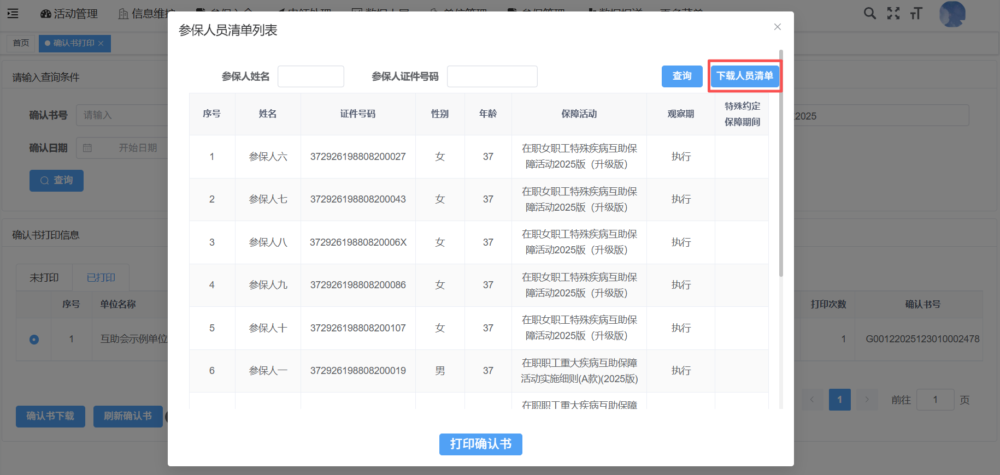 活动管理
信息维护
首页
确认书打印
请输入查询条件
确认书号
请输入
2025
确认日期
开始日期
查询
确认书打印信息
未打印
已打印
序号
单位名称
打印次数
确认书号
1
互助会示例单位
1
G00122025123010002478
1
前往
1
页
确认书下载
刷新确认书
参保人员清单列表
参保人姓名
参保人证件号码
查询
下载人员清单
序号
姓名
证件号码
性别
年龄
保障活动
观察期
特殊约定
保障期间
1
参保人六
372926198808200027
女
37
在职女职工特殊疾病互助保
障活动2025版（升级版）
执行
2
参保人七
372926198808200043
女
37
在职女职工特殊疾病互助保
障活动2025版（升级版）
执行
3
参保人八
37292619880820006X
女
37
在职女职工特殊疾病互助保
障活动2025版（升级版）
执行
4
参保人九
372926198808200086
女
37
在职女职工特殊疾病互助保
障活动2025版（升级版）
执行
5
参保人十
372926198808200107
女
37
在职女职工特殊疾病互助保
障活动2025版（升级版）
执行
6
参保人一
372926198808200019
男
37
在职职工重大疾病互助保障
活动实施细则(A款)(2025版)
执行
在职职工重大疾病互助保障
打印确认书